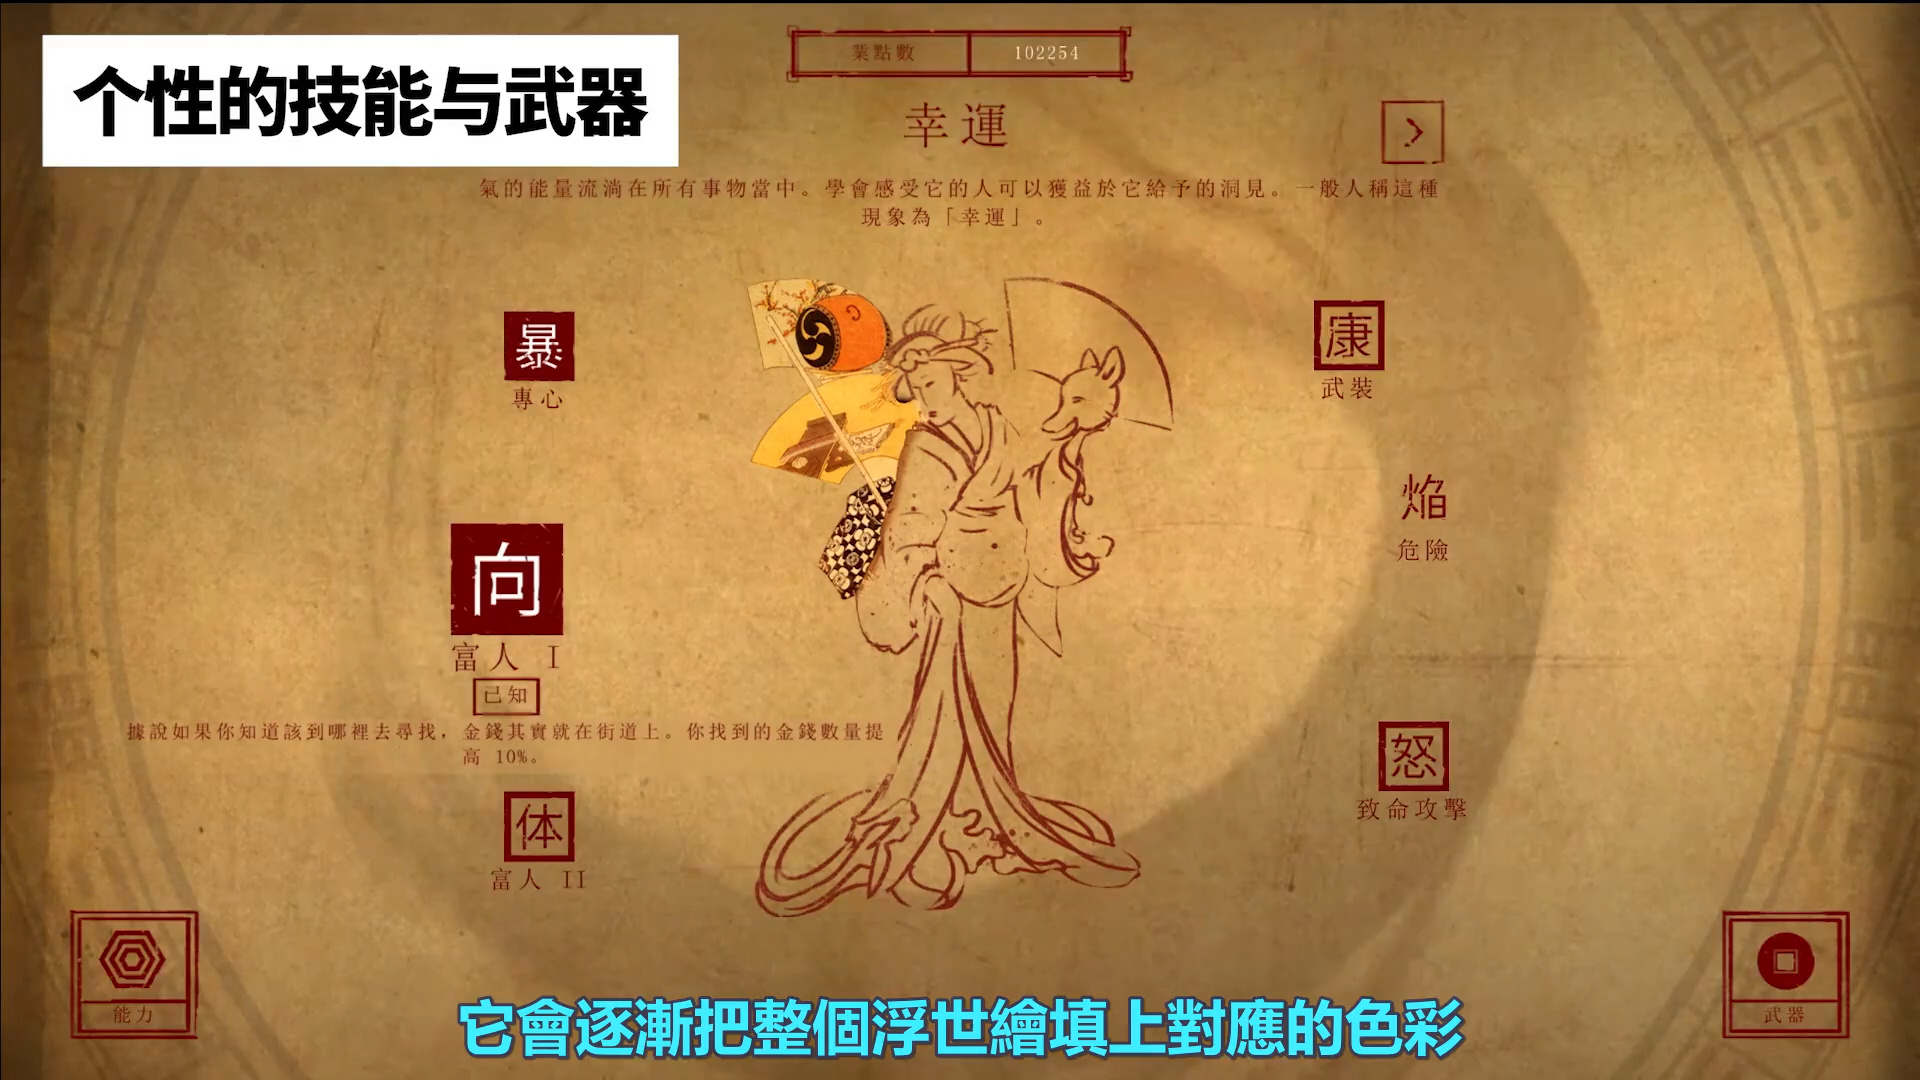 个性的技能与武器
業點數 102254
幸運
氣的能量流淌在所有事物當中。學會感受它的人可以獲益於它給予的洞見。一般人稱這種
現象為「幸運」。
暴
專心
康
武裝
焰
危險
向
富人 I
已知
據說如果你知道該到哪裡去尋找，金錢其實就在街道上。你找到的金錢數量提
高 10%。
怒
致命攻擊
体
富人 II
能力
武器
它會逐漸把整個浮世繪填上對應的色彩